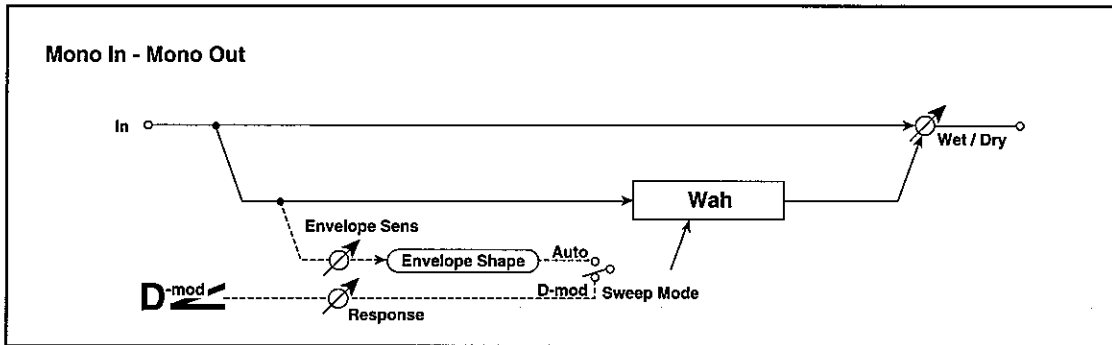 Mono In - Mono Out
In
Wet / Dry
Wah
Envelope Sens
Envelope Shape
Auto
D-mod
D-mod
Sweep Mode
Response